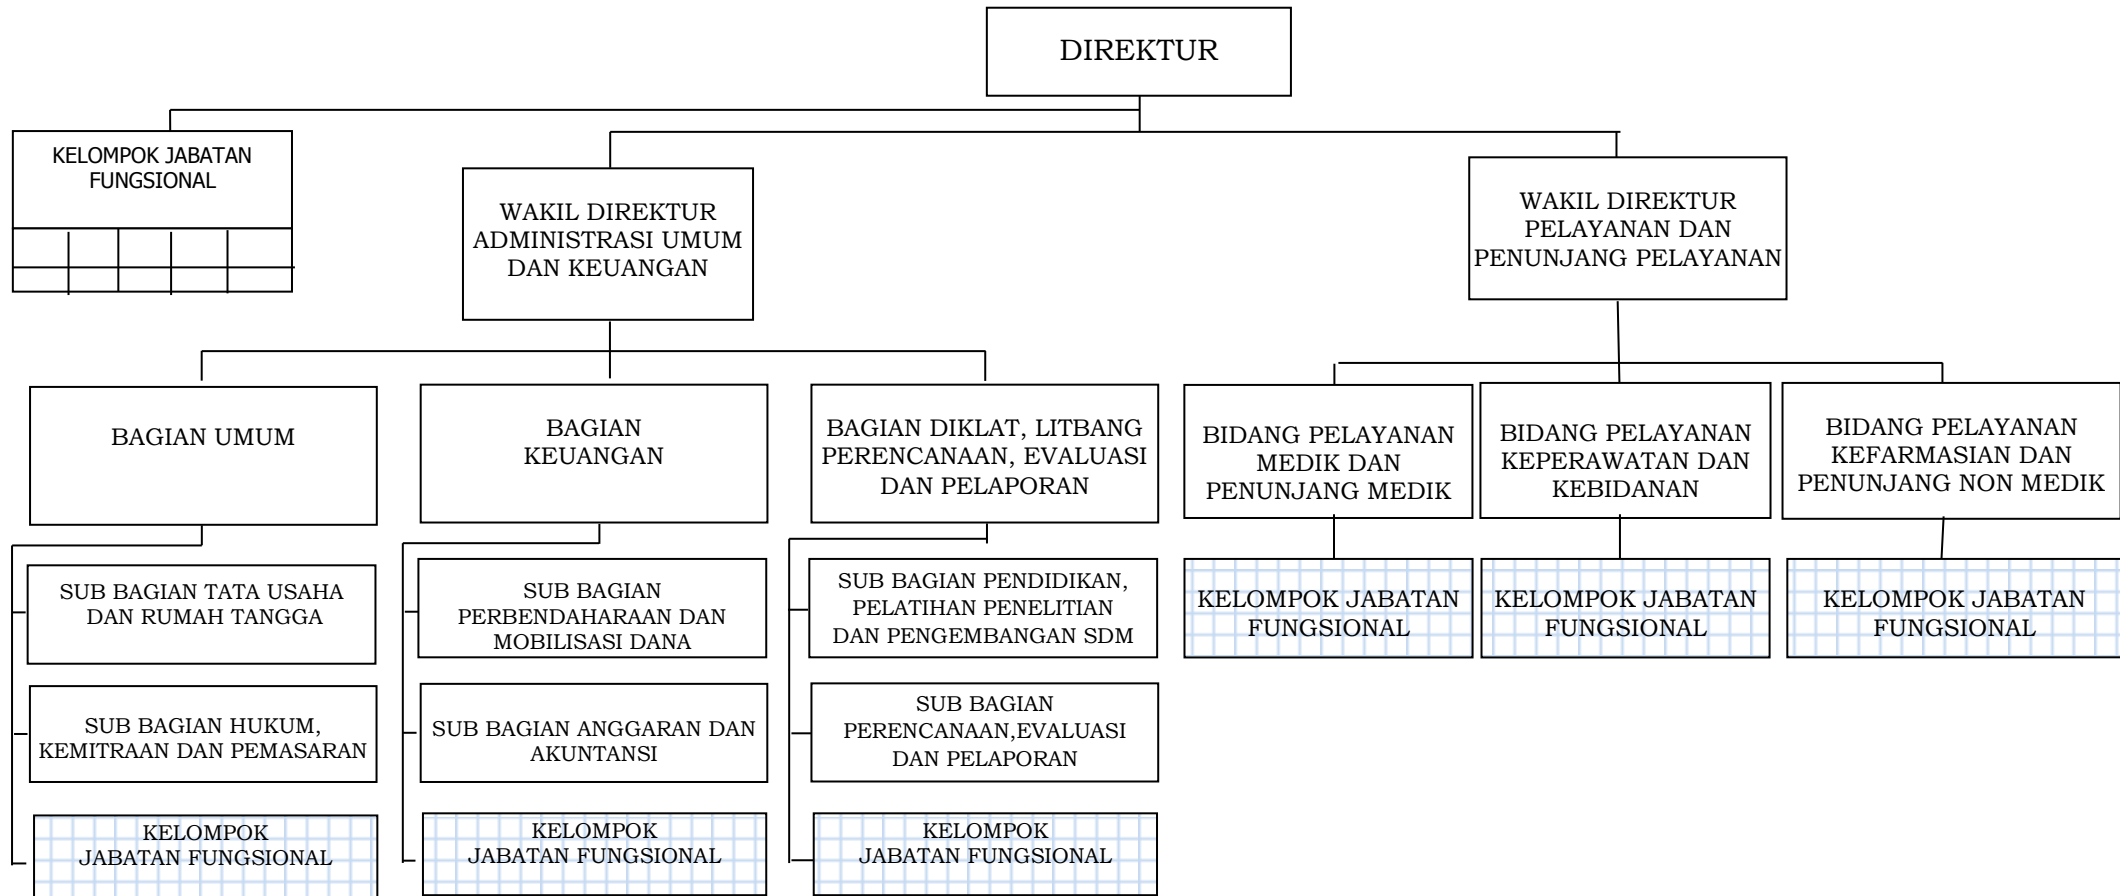 DIREKTUR
KELOMPOK JABATAN
FUNGSIONAL
WAKIL DIREKTUR
ADMINISTRASI UMUM
DAN KEUANGAN
WAKIL DIREKTUR
PELAYANAN DAN
PENUNJANG PELAYANAN
BAGIAN UMUM
BAGIAN
KEUANGAN
BAGIAN DIKLAT, LITBANG
PERENCANAAN, EVALUASI
DAN PELAPORAN
BIDANG PELAYANAN
MEDIK DAN
PENUNJANG MEDIK
BIDANG PELAYANAN
KEPERAWATAN DAN
KEBIDANAN
BIDANG PELAYANAN
KEFARMASIAN DAN
PENUNJANG NON MEDIK
SUB BAGIAN TATA USAHA
DAN RUMAH TANGGA
SUB BAGIAN
PERBENDAHARAAN DAN
MOBILISASI DANA
SUB BAGIAN PENDIDIKAN,
PELATIHAN PENELITIAN
DAN PENGEMBANGAN SDM
KELOMPOK JABATAN
FUNGSIONAL
KELOMPOK JABATAN
FUNGSIONAL
KELOMPOK JABATAN
FUNGSIONAL
SUB BAGIAN HUKUM,
KEMITRAAN DAN PEMASARAN
SUB BAGIAN ANGGARAN DAN
AKUNTANSI
SUB BAGIAN
PERENCANAAN,EVALUASI
DAN PELAPORAN
KELOMPOK
JABATAN FUNGSIONAL
KELOMPOK
JABATAN FUNGSIONAL
KELOMPOK
JABATAN FUNGSIONAL